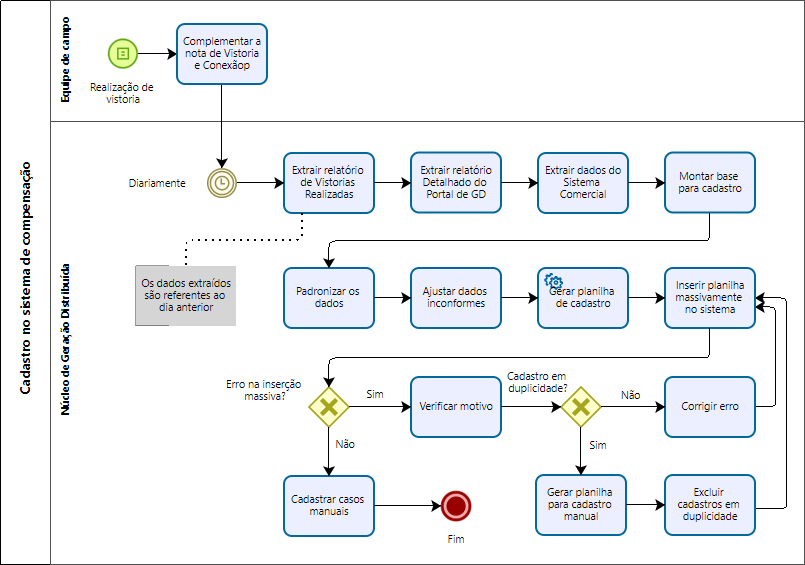 Cadastro no sistema de compensação
Equipe de campo
Realização de
vistoria
Complementar a
nota de Vistoria
e Conexãop
Núcleo de Geração Distribuída
Diariamente
Extrair relatório
de Vistorias
Realizadas
Extrair relatório
Detalhado do
Portal de GD
Extrair dados do
Sistema
Comercial
Montar base
para cadastro
Os dados extraídos
são referentes ao
dia anterior
Padronizar os
dados
Ajustar dados
inconformes
Gerar planilha
de cadastro
Inserir planilha
massivamente
no sistema
Erro na inserção
massiva?
Sim
Verificar motivo
Cadastro em
duplicidade?
Não
Corrigir erro
Não
Sim
Cadastrar casos
manuais
Fim
Gerar planilha
para cadastro
manual
Excluir
cadastros em
duplicidade